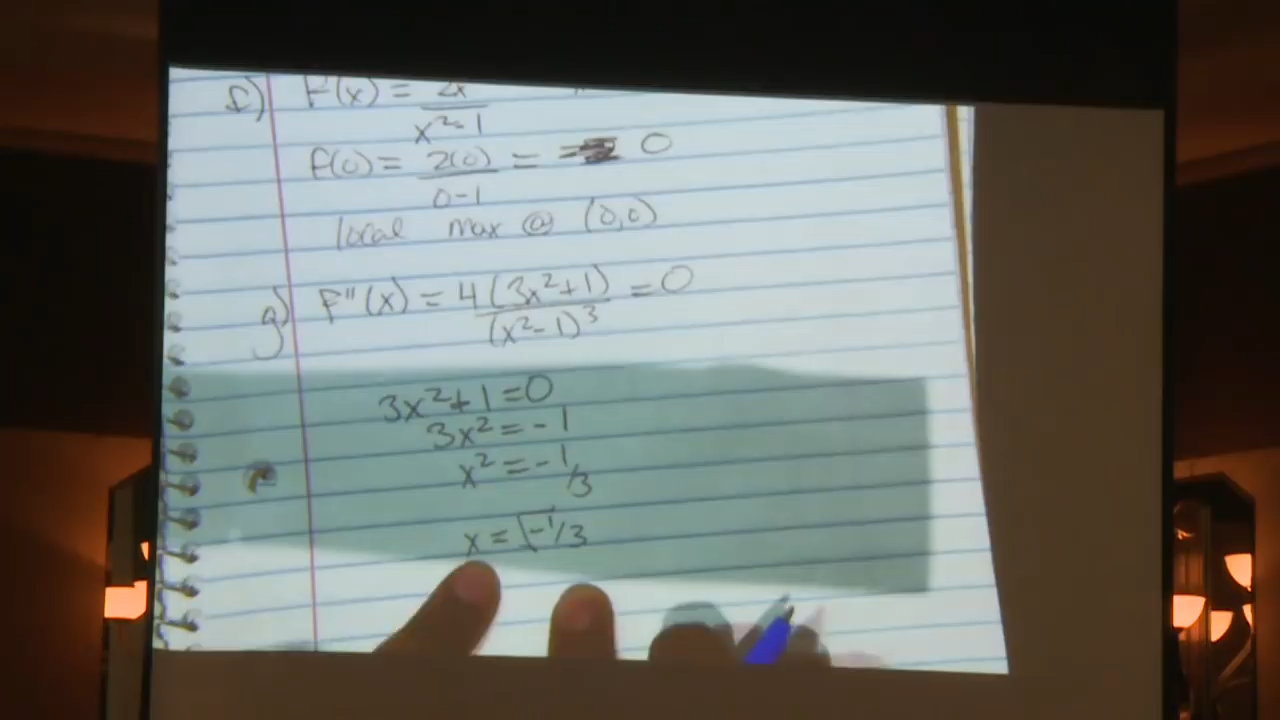 f) F'(x) = 2x / x²-1
f(0) = 2(0) / 0-1 = 0
local max @ (0,0)
g) F"(x) = 4(3x²+1) / (x²-1)³ = 0
3x²+1=0
3x²=-1
x²=-1/3
x=√-1/3